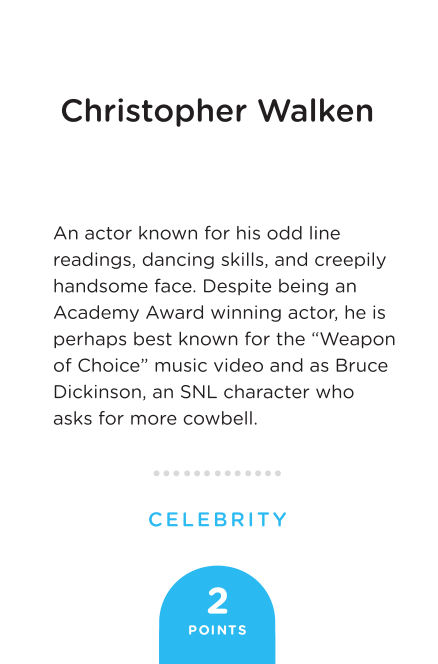 Christopher Walken
An actor known for his odd line
readings, dancing skills, and creepily
handsome face. Despite being an
Academy Award winning actor, he is
perhaps best known for the “Weapon
of Choice” music video and as Bruce
Dickinson, an SNL character who
asks for more cowbell.
CELEBRITY
2
POINTS